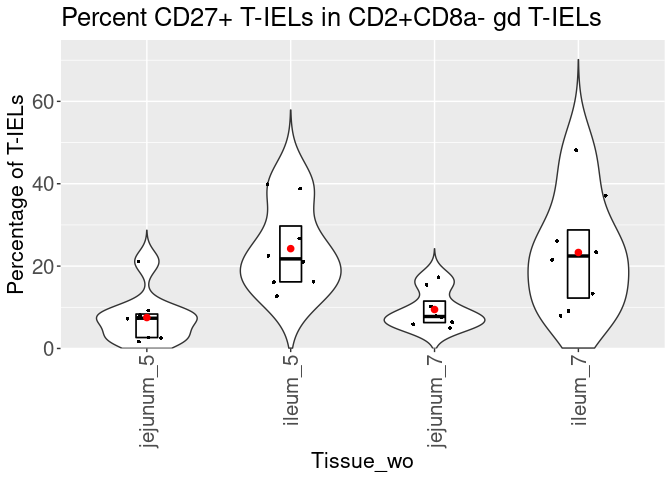 Percent CD27+ T-IELs in CD2+CD8a- gd T-IELs
Percentage of T-IELs
60
40
20
0
jejunum_5
ileum_5
jejunum_7
ileum_7
Tissue_wo